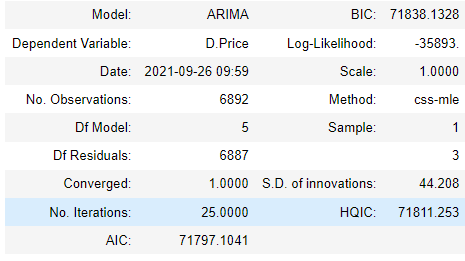 Model: ARIMA BIC: 71838.1328
Dependent Variable: D.Price Log-Likelihood: -35893.
Date: 2021-09-26 09:59 Scale: 1.0000
No. Observations: 6892 Method: css-mle
Df Model: 5 Sample: 1
Df Residuals: 6887 3
Converged: 1.0000 S.D. of innovations: 44.208
No. Iterations: 25.0000 HQIC: 71811.253
AIC: 71797.1041